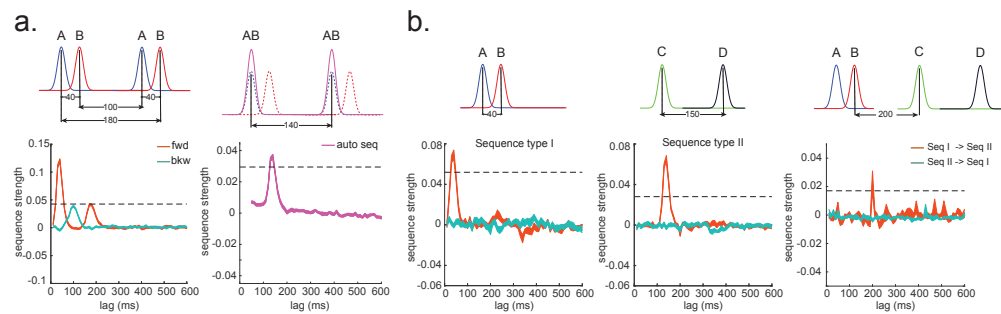 a.
A B A B
40 100 40
180
AB AB
140
fwd
bkw
sequence strength
0.15
0.1
0.05
0
-0.05
-0.1
0 100 200 300 400 500 600
lag (ms)
auto seq
sequence strength
0.04
0.02
0
-0.02
-0.04
0 100 200 300 400 500 600
lag (ms)
b.
A B
40
C D
150
A B C D
200
Sequence type I
sequence strength
0.08
0.04
0
-0.04
-0.06
0 100 200 300 400 500 600
lag (ms)
Sequence type II
sequence strength
0.08
0.04
0
-0.04
-0.06
0 100 200 300 400 500 600
lag (ms)
Seq I -> Seq II
Seq II -> Seq I
sequence strength
0.04
0.02
0
-0.02
-0.04
0 100 200 300 400 500 600
lag (ms)